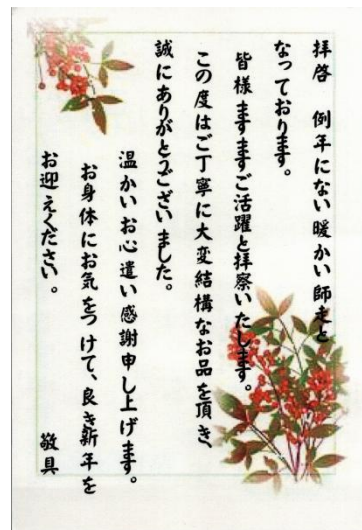 拝啓　例年にない暖かい師走と
なっております。
皆様ますますご活躍と拝察いたします。
この度はご丁寧に大変結構なお品を頂き、
誠にありがとうございました。
温かいお心遣い感謝申し上げます。
お身体にお気をつけて、良き新年を
お迎えください。
敬具